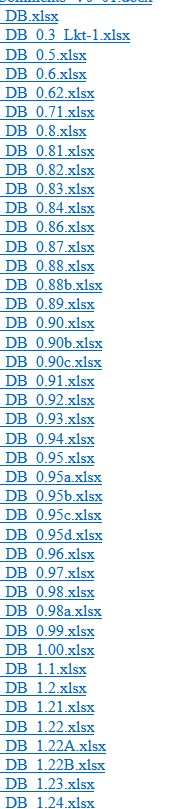 DB.xlsx
DB 0.3 Lkt-1.xlsx
DB 0.5.xlsx
DB 0.6.xlsx
DB 0.62.xlsx
DB 0.71.xlsx
DB 0.8.xlsx
DB 0.81.xlsx
DB 0.82.xlsx
DB 0.83.xlsx
DB 0.84.xlsx
DB 0.86.xlsx
DB 0.87.xlsx
DB 0.88.xlsx
DB 0.88b.xlsx
DB 0.89.xlsx
DB 0.90.xlsx
DB 0.90b.xlsx
DB 0.90c.xlsx
DB 0.91.xlsx
DB 0.92.xlsx
DB 0.93.xlsx
DB 0.94.xlsx
DB 0.95.xlsx
DB 0.95a.xlsx
DB 0.95b.xlsx
DB 0.95c.xlsx
DB 0.95d.xlsx
DB 0.96.xlsx
DB 0.97.xlsx
DB 0.98.xlsx
DB 0.98a.xlsx
DB 0.99.xlsx
DB 1.00.xlsx
DB 1.1.xlsx
DB 1.2.xlsx
DB 1.21.xlsx
DB 1.22.xlsx
DB 1.22A.xlsx
DB 1.22B.xlsx
DB 1.23.xlsx
DB 1.24.xlsx